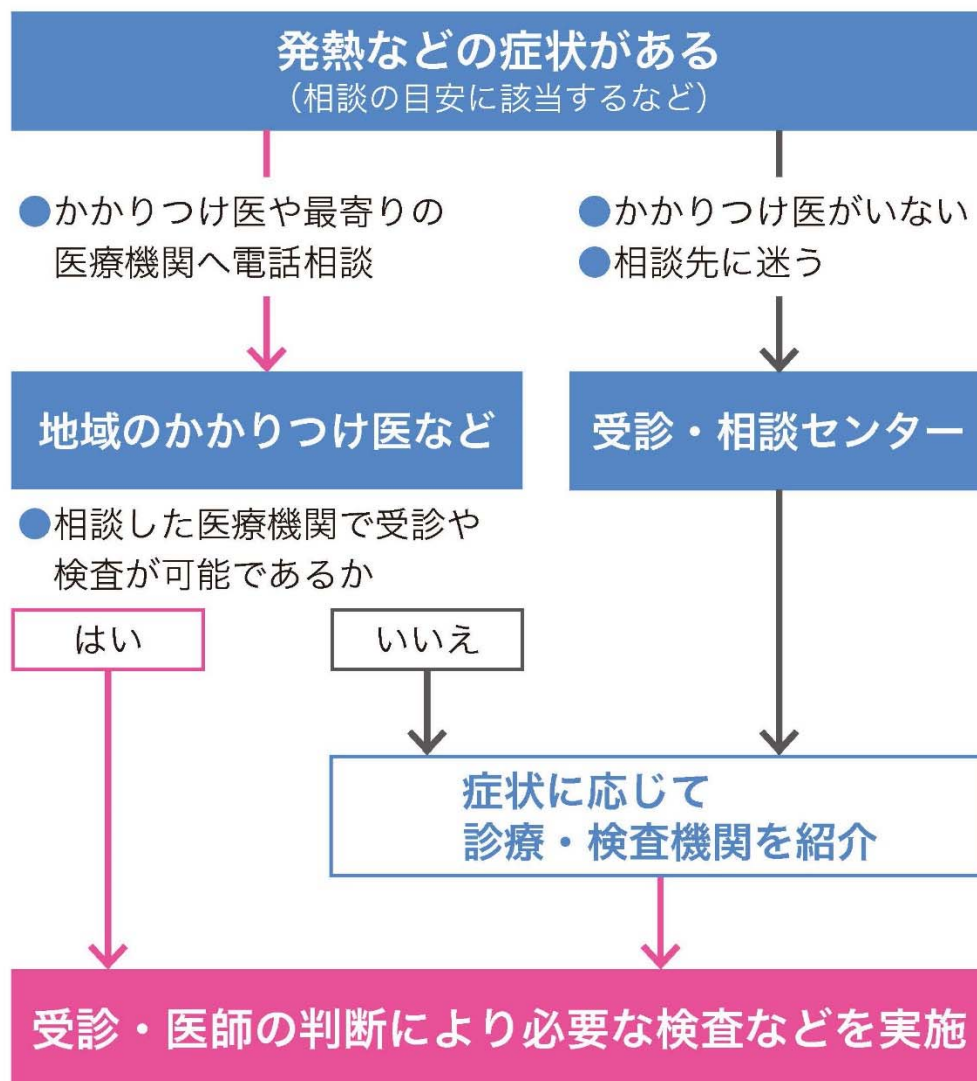 発熱などの症状がある
（相談の目安に該当するなど）
●かかりつけ医や最寄りの
医療機関へ電話相談
●かかりつけ医がいない
●相談先に迷う
地域のかかりつけ医など
受診・相談センター
●相談した医療機関で受診や
検査が可能であるか
はい
いいえ
症状に応じて
診療・検査機関を紹介
受診・医師の判断により必要な検査などを実施